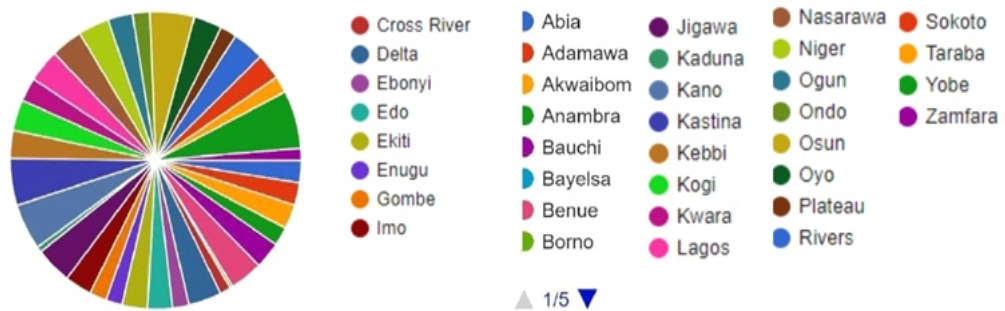 Cross River
Delta
Ebonyi
Edo
Ekiti
Enugu
Gombe
Imo
Abia
Adamawa
Akwaibom
Anambra
Bauchi
Bayelsa
Benue
Borno
1/5
Jigawa
Kaduna
Kano
Kastina
Kebbi
Kogi
Kwara
Lagos
Nasarawa
Niger
Ogun
Ondo
Osun
Oyo
Plateau
Rivers
Sokoto
Taraba
Yobe
Zamfara